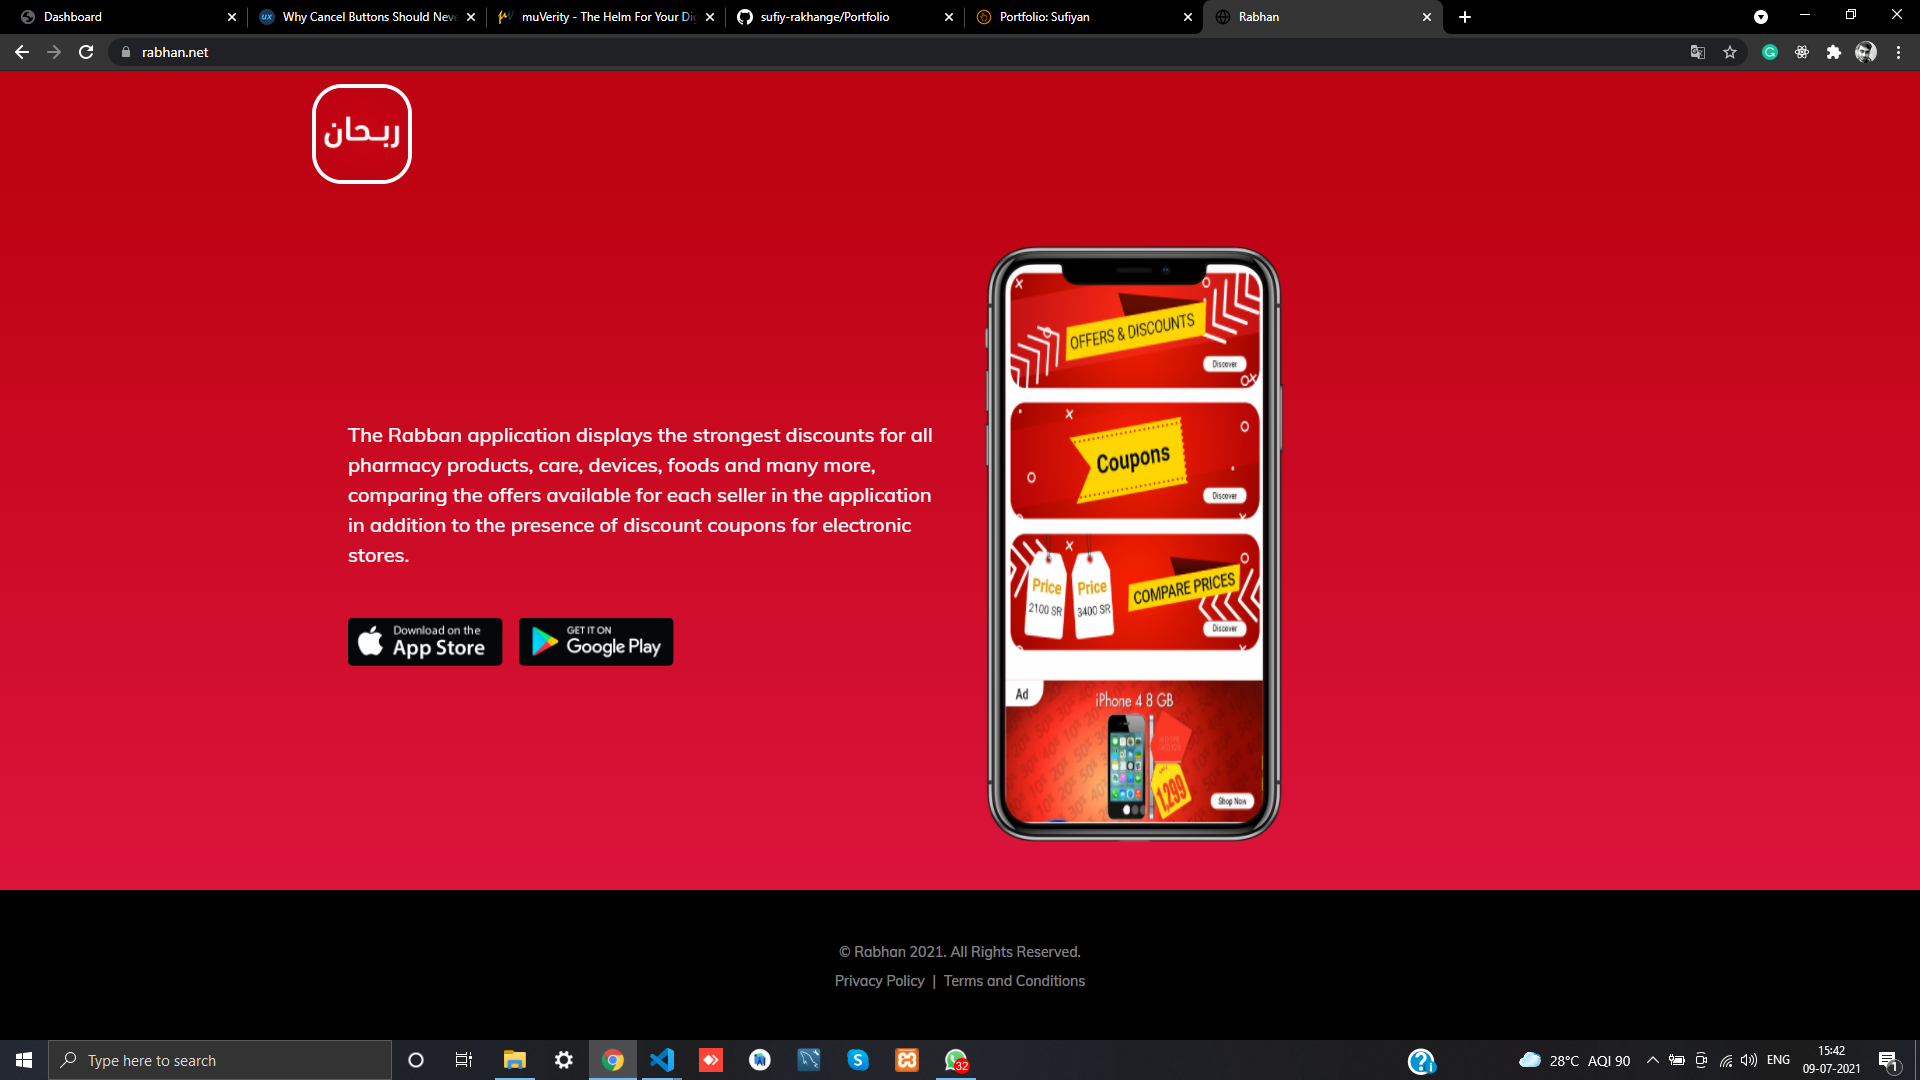 Dashboard
Why Cancel Buttons Should Neve
muVerity - The Helm For Your Di
sufiy-rakhange/Portfolio
Portfolio: Sufiyan
Rabhan
rabhan.net
ربحان
The Rabban application displays the strongest discounts for all
pharmacy products, care, devices, foods and many more,
comparing the offers available for each seller in the application
in addition to the presence of discount coupons for electronic
stores.
Download on the
App Store
GET IT ON
Google Play
OFFERS & DISCOUNTS
Discover
Coupons
Discover
Price
2100 SR
Price
3400 SR
COMPARE PRICES
Discover
Ad
iPhone 4 8 GB
1,299
Shop Now
© Rabhan 2021. All Rights Reserved.
Privacy Policy | Terms and Conditions
Type here to search
32
28°C AQI 90
ENG
15:42
09-07-2021
1